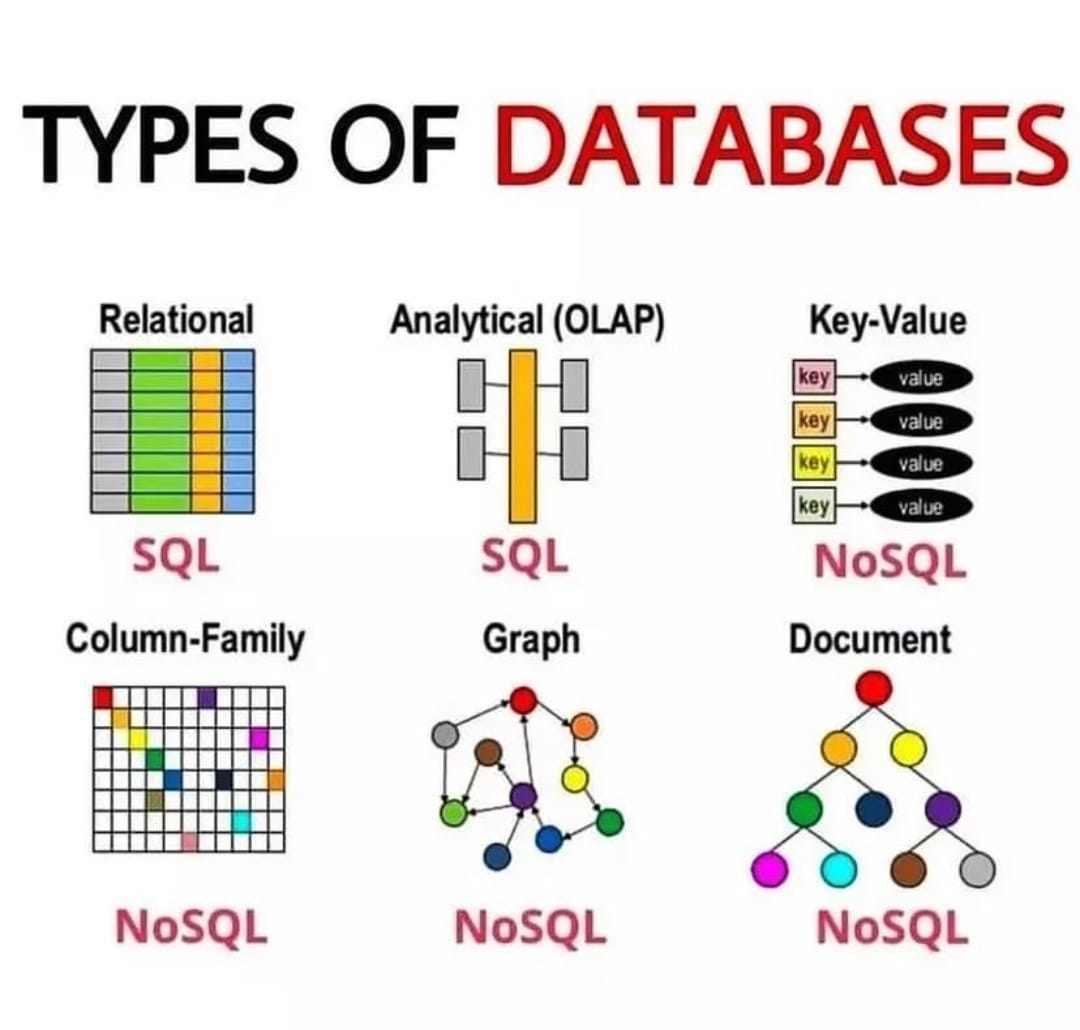 TYPES OF DATABASES
Relational
Analytical (OLAP)
Key-Value
key value
key value
key value
key value
SQL
SQL
NoSQL
Column-Family
Graph
Document
NoSQL
NoSQL
NoSQL